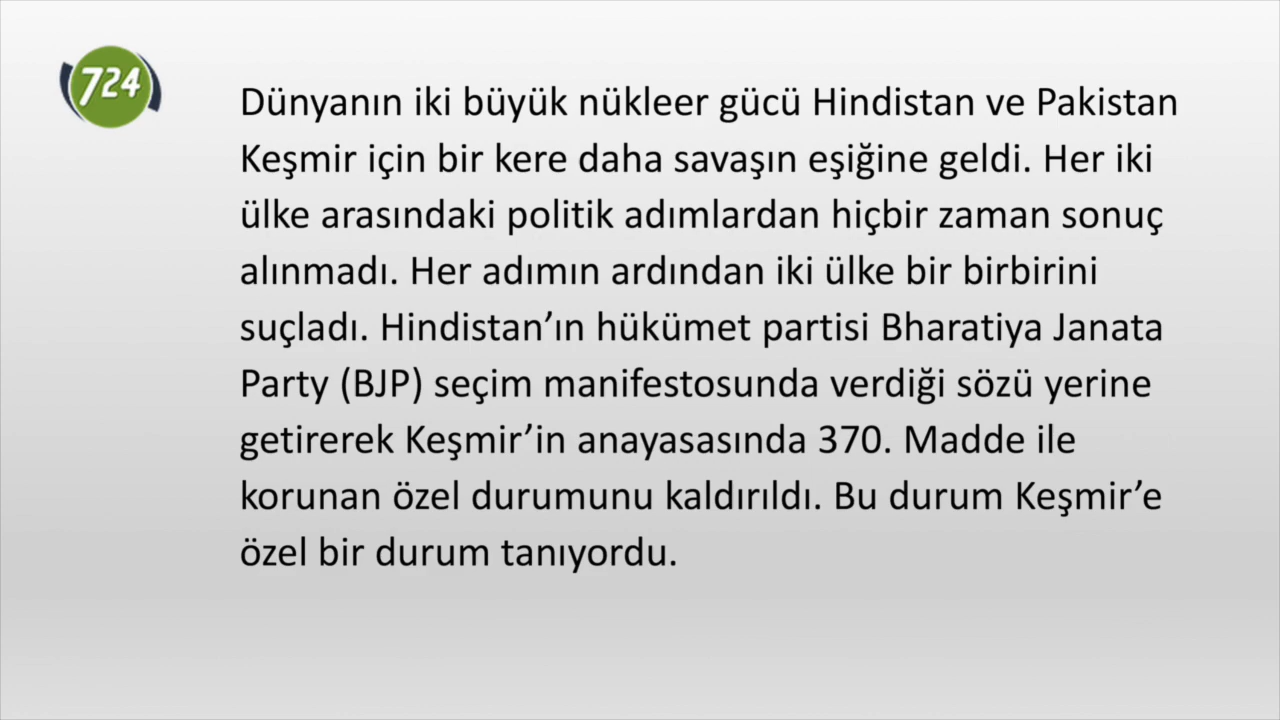 724
Dünyanın iki büyük nükleer gücü Hindistan ve Pakistan
Keşmir için bir kere daha savaşın eşiğine geldi. Her iki
ülke arasındaki politik adımlardan hiçbir zaman sonuç
alınmadı. Her adımın ardından iki ülke bir birbirini
suçladı. Hindistan’ın hükümet partisi Bharatiya Janata
Party (BJP) seçim manifestosunda verdiği sözü yerine
getirerek Keşmir’in anayasasında 370. Madde ile
korunan özel durumunu kaldırıldı. Bu durum Keşmir’e
özel bir durum tanıyordu.